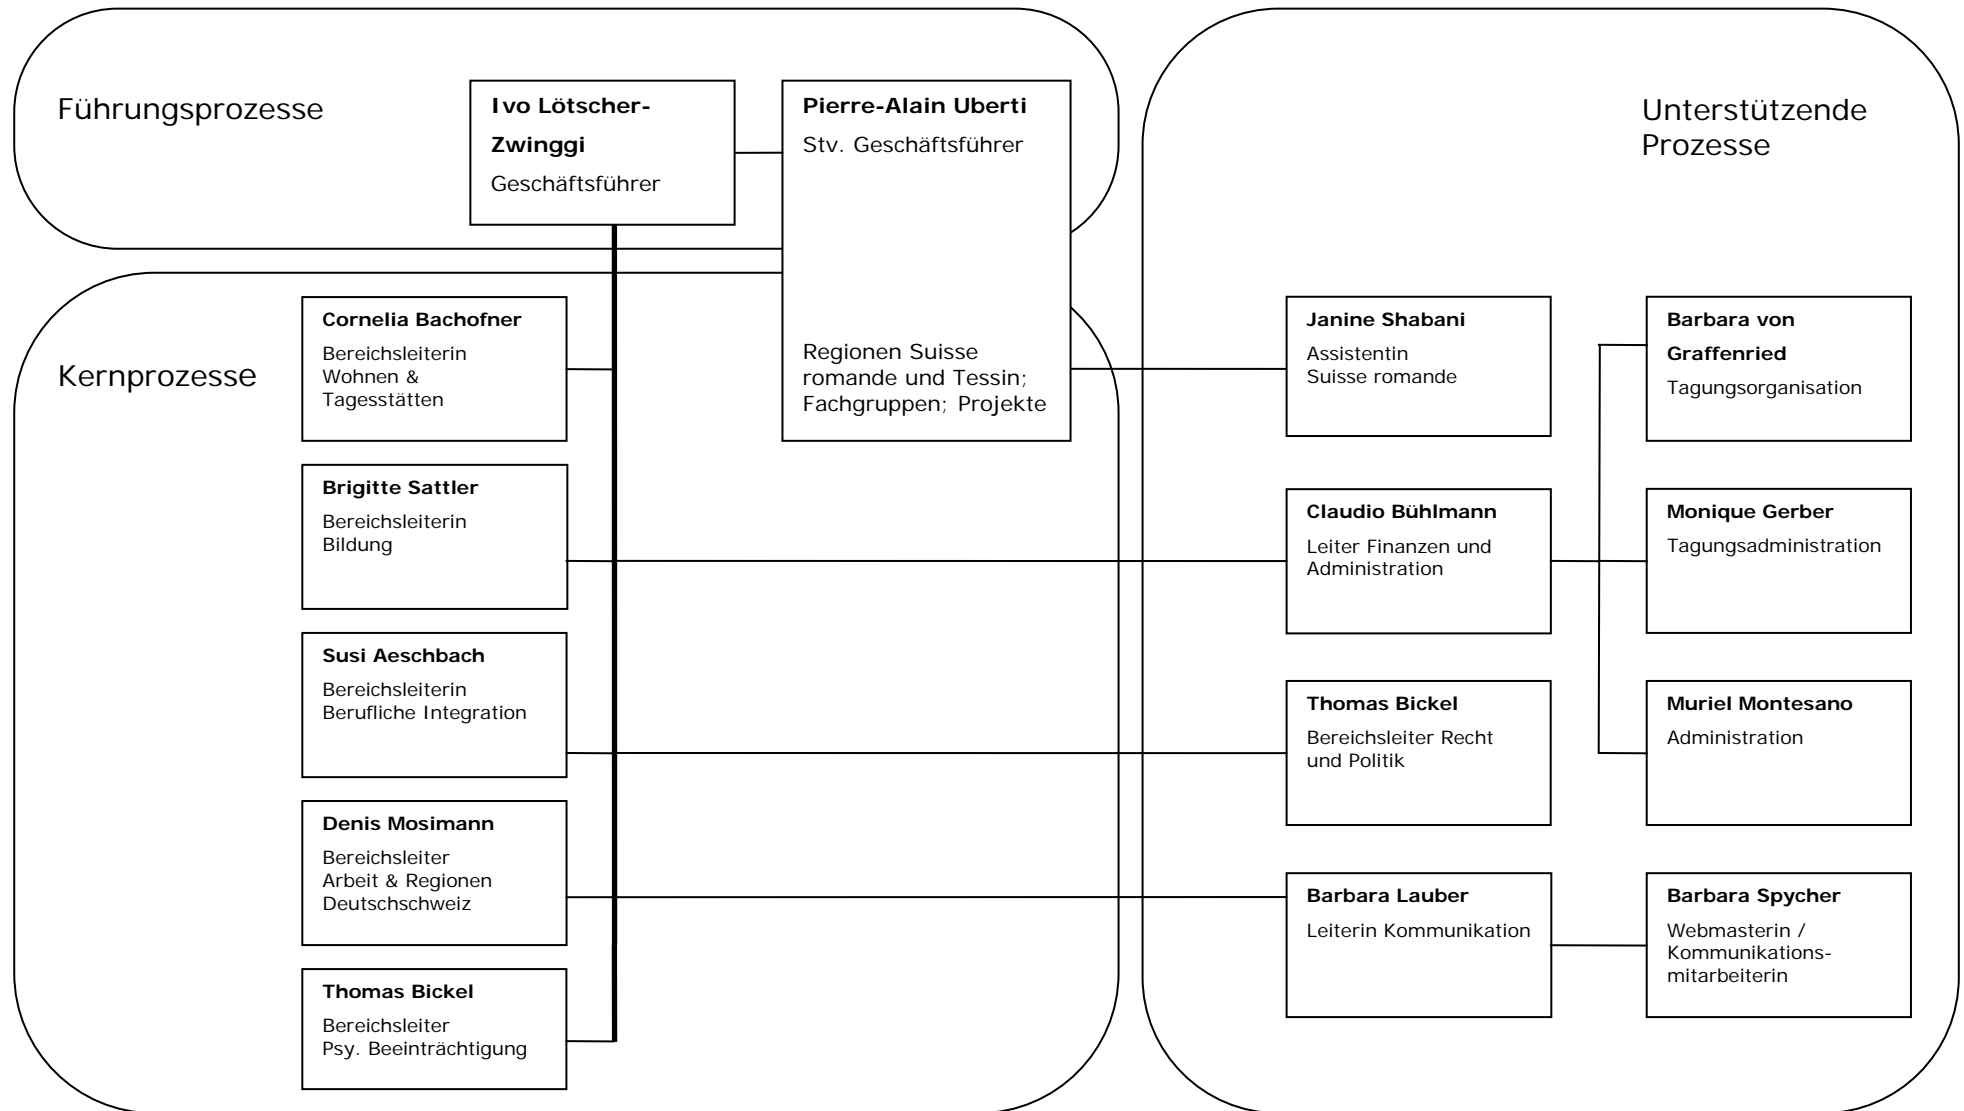 Führungsprozesse
Ivo Lötscher-
Zwinggi
Geschäftsführer
Pierre-Alain Uberti
Stv. Geschäftsführer
Regionen Suisse
romande und Tessin;
Fachgruppen; Projekte
Kernprozesse
Cornelia Bachofner
Bereichsleiterin
Wohnen &
Tagesstätten
Brigitte Sattler
Bereichsleiterin
Bildung
Susi Aeschbach
Bereichsleiterin
Berufliche Integration
Denis Mosimann
Bereichsleiter
Arbeit & Regionen
Deutschschweiz
Thomas Bickel
Bereichsleiter
Psy. Beeinträchtigung
Unterstützende
Prozesse
Janine Shabani
Assistentin
Suisse romande
Claudio Bühlmann
Leiter Finanzen und
Administration
Thomas Bickel
Bereichsleiter Recht
und Politik
Barbara Lauber
Leiterin Kommunikation
Barbara von
Graffenried
Tagungsorganisation
Monique Gerber
Tagungsadministration
Muriel Montesano
Administration
Barbara Spycher
Webmasterin /
Kommunikations-
mitarbeiterin